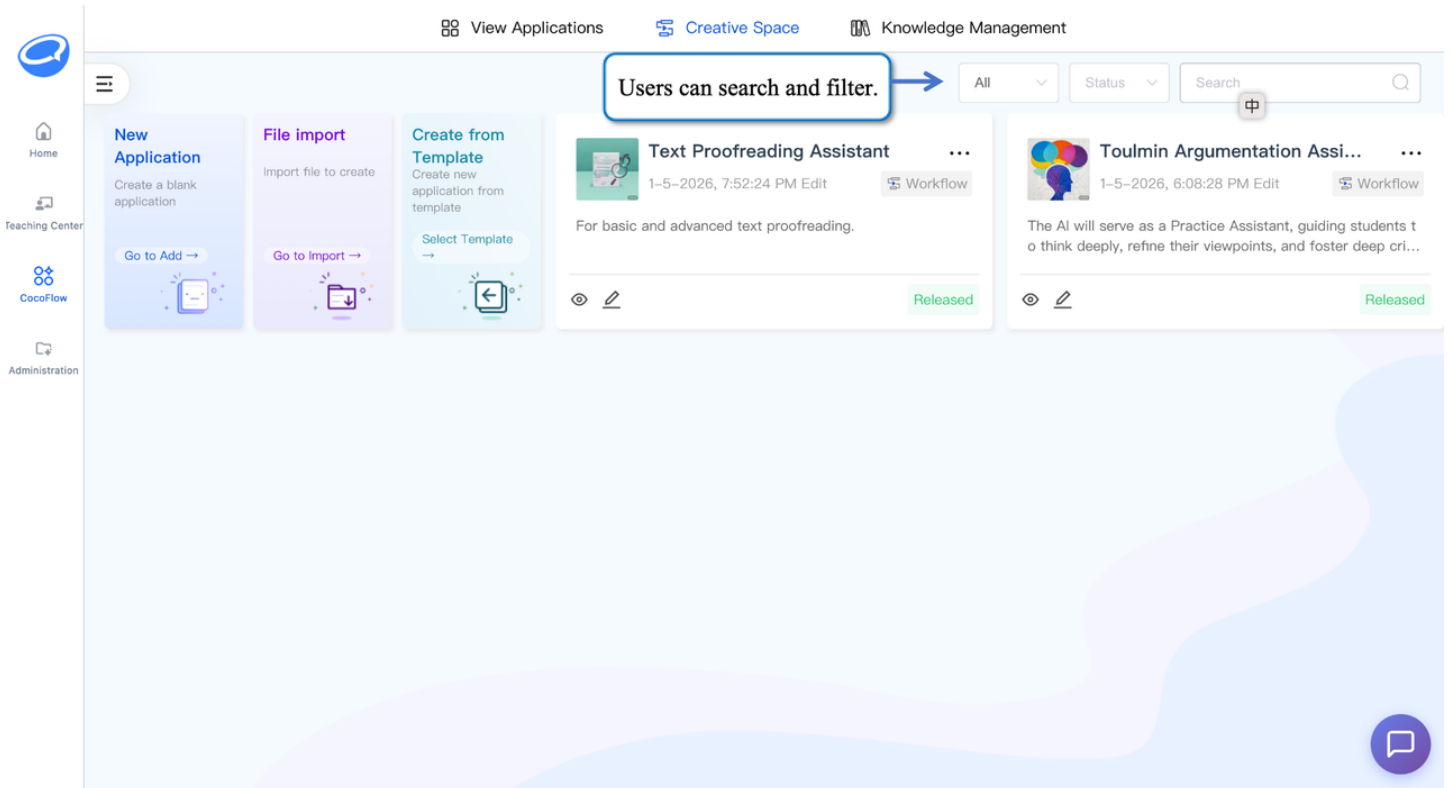 View Applications
Creative Space
Knowledge Management
Users can search and filter.
All
Status
Search
中
Home
Teaching Center
CocoFlow
Administration
New
Application
Create a blank
application
Go to Add →
File import
Import file to create
Go to Import →
Create from
Template
Create new
application from
template
Select Template
→
Text Proofreading Assistant
...
1-5-2026, 7:52:24 PM Edit
Workflow
For basic and advanced text proofreading.
Released
Toulmin Argumentation Assi...
...
1-5-2026, 6:08:28 PM Edit
Workflow
The AI will serve as a Practice Assistant, guiding students t
o think deeply, refine their viewpoints, and foster deep cri...
Released